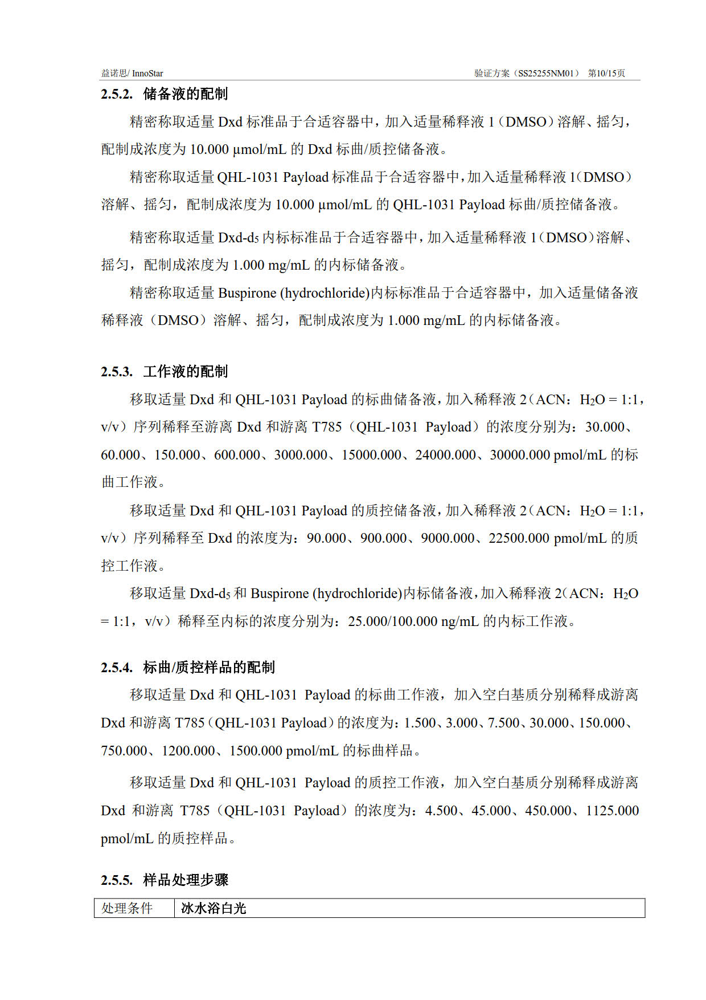 益诺思/ InnoStar
验证方案（SS25255NM01） 第10/15页
2.5.2. 储备液的配制
精密称取适量 Dxd 标准品于合适容器中，加入适量稀释液 1（DMSO）溶解、摇匀，
配制成浓度为 10.000 µmol/mL 的 Dxd 标曲/质控储备液。
精密称取适量 QHL-1031 Payload 标准品于合适容器中，加入适量稀释液 1（DMSO）
溶解、摇匀，配制成浓度为 10.000 µmol/mL 的 QHL-1031 Payload 标曲/质控储备液。
精密称取适量 Dxd-d5 内标标准品于合适容器中，加入适量稀释液 1（DMSO）溶解、
摇匀，配制成浓度为 1.000 mg/mL 的内标储备液。
精密称取适量 Buspirone (hydrochloride)内标标准品于合适容器中，加入适量储备液
稀释液（DMSO）溶解、摇匀，配制成浓度为 1.000 mg/mL 的内标储备液。
2.5.3. 工作液的配制
移取适量 Dxd 和 QHL-1031 Payload 的标曲储备液，加入稀释液 2（ACN：H2O = 1:1，
v/v）序列稀释至游离 Dxd 和游离 T785（QHL-1031 Payload）的浓度分别为：30.000、
60.000、150.000、600.000、3000.000、15000.000、24000.000、30000.000 pmol/mL 的标
曲工作液。
移取适量 Dxd 和 QHL-1031 Payload 的质控储备液，加入稀释液 2（ACN：H2O = 1:1，
v/v）序列稀释至 Dxd 的浓度为：90.000、900.000、9000.000、22500.000 pmol/mL 的质
控工作液。
移取适量 Dxd-d5 和 Buspirone (hydrochloride)内标储备液，加入稀释液 2（ACN：H2O
= 1:1，v/v）稀释至内标的浓度分别为：25.000/100.000 ng/mL 的内标工作液。
2.5.4. 标曲/质控样品的配制
移取适量 Dxd 和 QHL-1031 Payload 的标曲工作液，加入空白基质分别稀释成游离
Dxd 和游离 T785（QHL-1031 Payload）的浓度为：1.500、3.000、7.500、30.000、150.000、
750.000、1200.000、1500.000 pmol/mL 的标曲样品。
移取适量 Dxd 和 QHL-1031 Payload 的质控工作液，加入空白基质分别稀释成游离
Dxd 和游离 T785（QHL-1031 Payload）的浓度为：4.500、45.000、450.000、1125.000
pmol/mL 的质控样品。
2.5.5. 样品处理步骤
处理条件 冰水浴白光